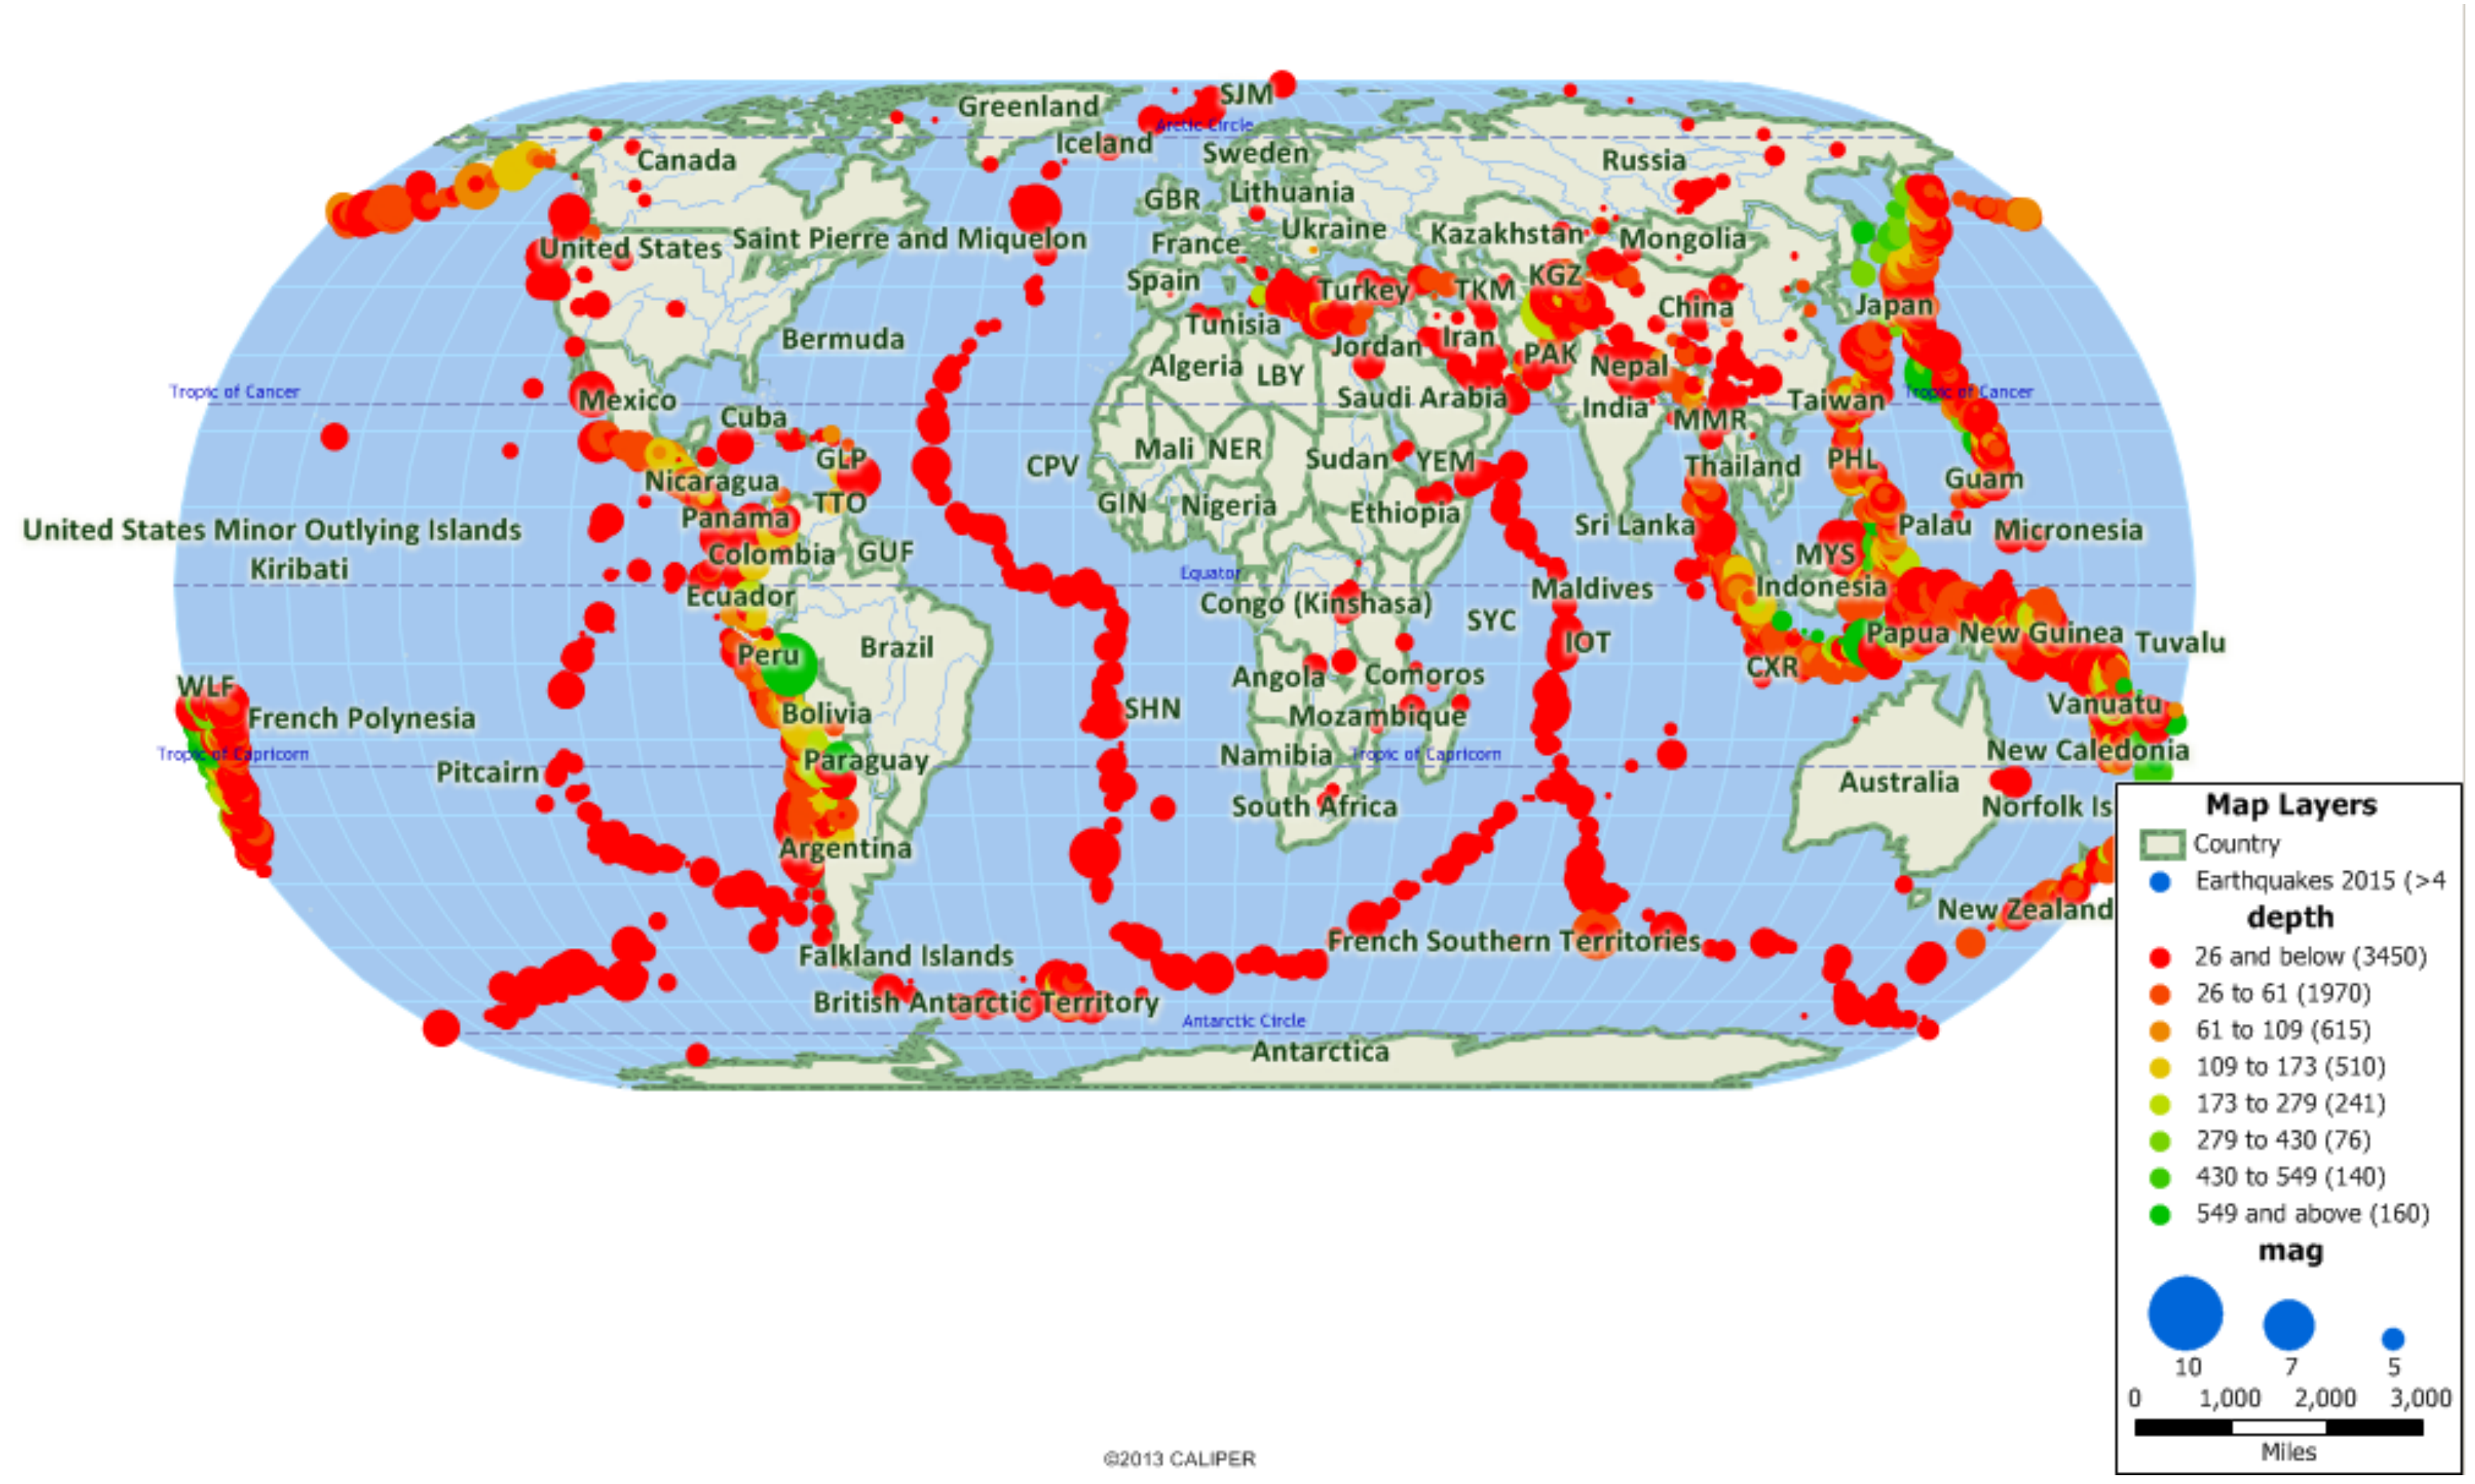 Greenland
SJM
Arctic Circle
Iceland
Canada
Sweden
Russia
GBR
Lithuania
Ukraine
United States
Saint Pierre and Miquelon
France
Kazakhstan
Mongolia
Spain
Turkey
TKM
KGZ
China
Japan
Bermuda
Tunisia
Jordan
Iran
PAK
Nepal
Algeria
LBY
Tropic of Cancer
Mexico
Cuba
Saudi Arabia
India
MMR
Taiwan
Tropic of Cancer
GLP
CPV
Mali
NER
Sudan
YEM
Thailand
PHL
Guam
Nicaragua
TTO
GIN
Nigeria
Ethiopia
Sri Lanka
Palau
Micronesia
United States Minor Outlying Islands
Panama
Colombia
GUF
MYS
Kiribati
Equator
Ecuador
Congo (Kinshasa)
SYC
Maldives
Indonesia
Peru
Brazil
IOT
Papua New Guinea
Tuvalu
WLF
Angola
Comoros
CXR
French Polynesia
Bolivia
SHN
Mozambique
Vanuatu
Tropic of Capricorn
Pitcairn
Paraguay
Namibia
Tropic of Capricorn
New Caledonia
Australia
South Africa
Norfolk Is
Argentina
New Zealand
Falkland Islands
French Southern Territories
British Antarctic Territory
Antarctic Circle
Antarctica
Map Layers
Country
Earthquakes 2015 (>4
depth
26 and below (3450)
26 to 61 (1970)
61 to 109 (615)
109 to 173 (510)
173 to 279 (241)
279 to 430 (76)
430 to 549 (140)
549 and above (160)
mag
10 7 5
0 1,000 2,000 3,000
Miles
©2013 CALIPER